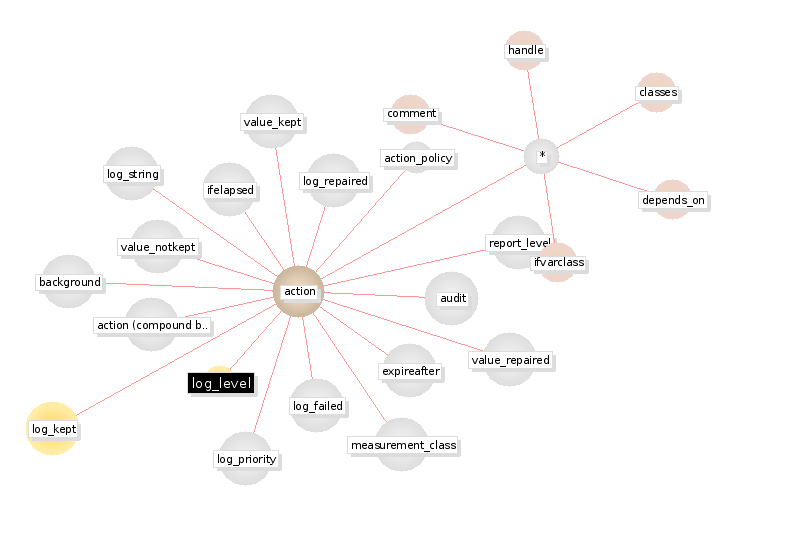 handle
classes
comment
value_kept
action_policy
*
log_string
log_repaired
ifelapsed
depends_on
value_notkept
report_level
ifvarclass
background
action
audit
action (compound b..
value_repaired
expireafter
log_level
log_failed
log_kept
measurement_class
log_priority